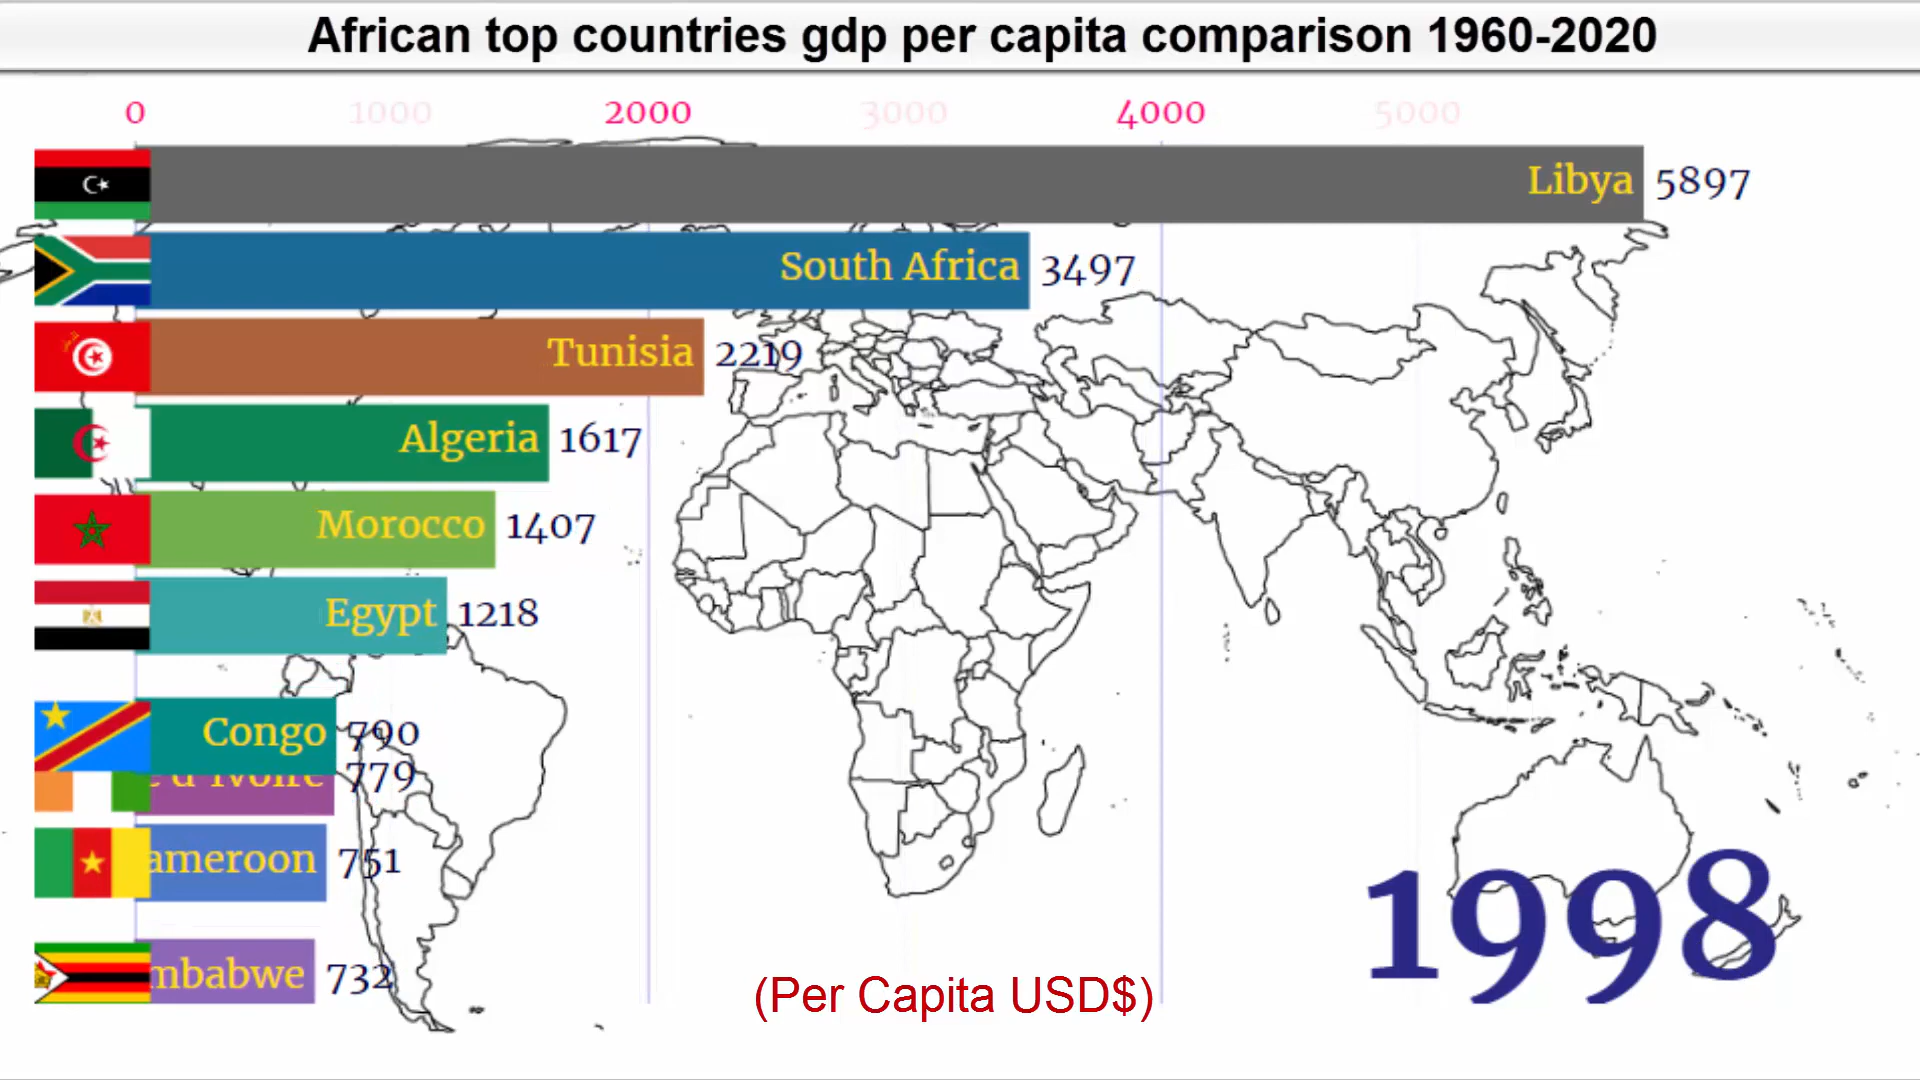 African top countries gdp per capita comparison 1960-2020
0 1000 2000 3000 4000 5000
Libya 5897
South Africa 3497
Tunisia 2219
Algeria 1617
Morocco 1407
Egypt 1218
Congo 790
d'Ivoire 779
ameroon 751
mbabwe 732
(Per Capita USD$)
1998